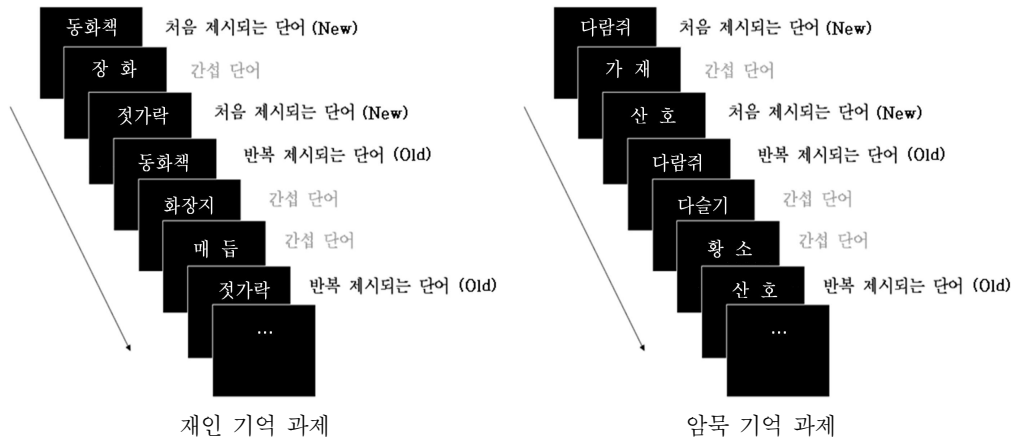 동화책 처음 제시되는 단어 (New)
장 화 간섭 단어
젓가락 처음 제시되는 단어 (New)
동화책 반복 제시되는 단어 (Old)
화장지 간섭 단어
매 듭 간섭 단어
젓가락 반복 제시되는 단어 (Old)
...
재인 기억 과제
다람쥐 처음 제시되는 단어 (New)
가 재 간섭 단어
산 호 처음 제시되는 단어 (New)
다람쥐 반복 제시되는 단어 (Old)
다슬기 간섭 단어
황 소 간섭 단어
산 호 반복 제시되는 단어 (Old)
...
암묵 기억 과제